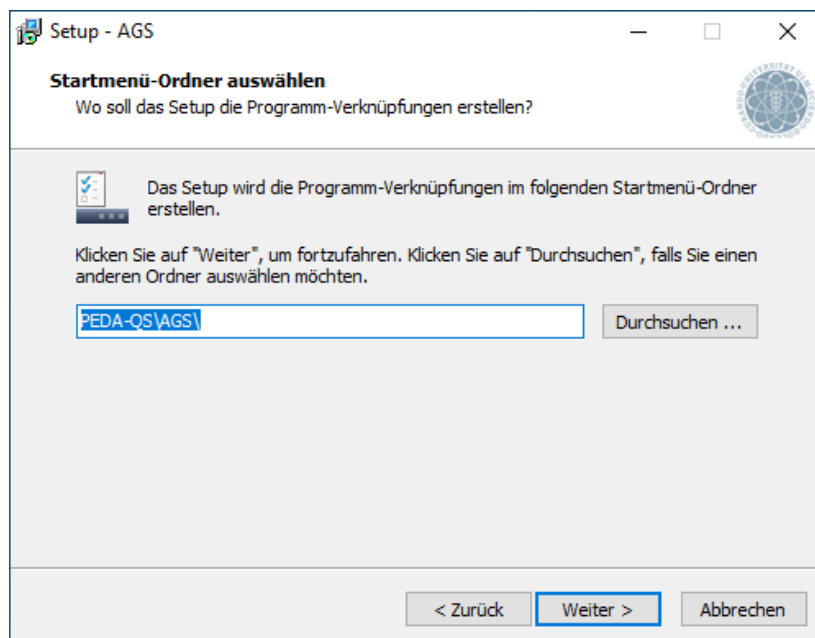 Setup - AGS
Startmenü-Ordner auswählen
Wo soll das Setup die Programm-Verknüpfungen erstellen?
Das Setup wird die Programm-Verknüpfungen im folgenden Startmenü-Ordner
erstellen.
Klicken Sie auf "Weiter", um fortzufahren. Klicken Sie auf "Durchsuchen", falls Sie einen
anderen Ordner auswählen möchten.
PEDA-QS\AGS\
Durchsuchen ...
< Zurück
Weiter >
Abbrechen